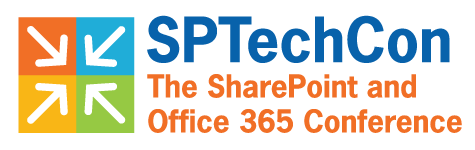 SPTechCon
The SharePoint and
Office 365 Conference